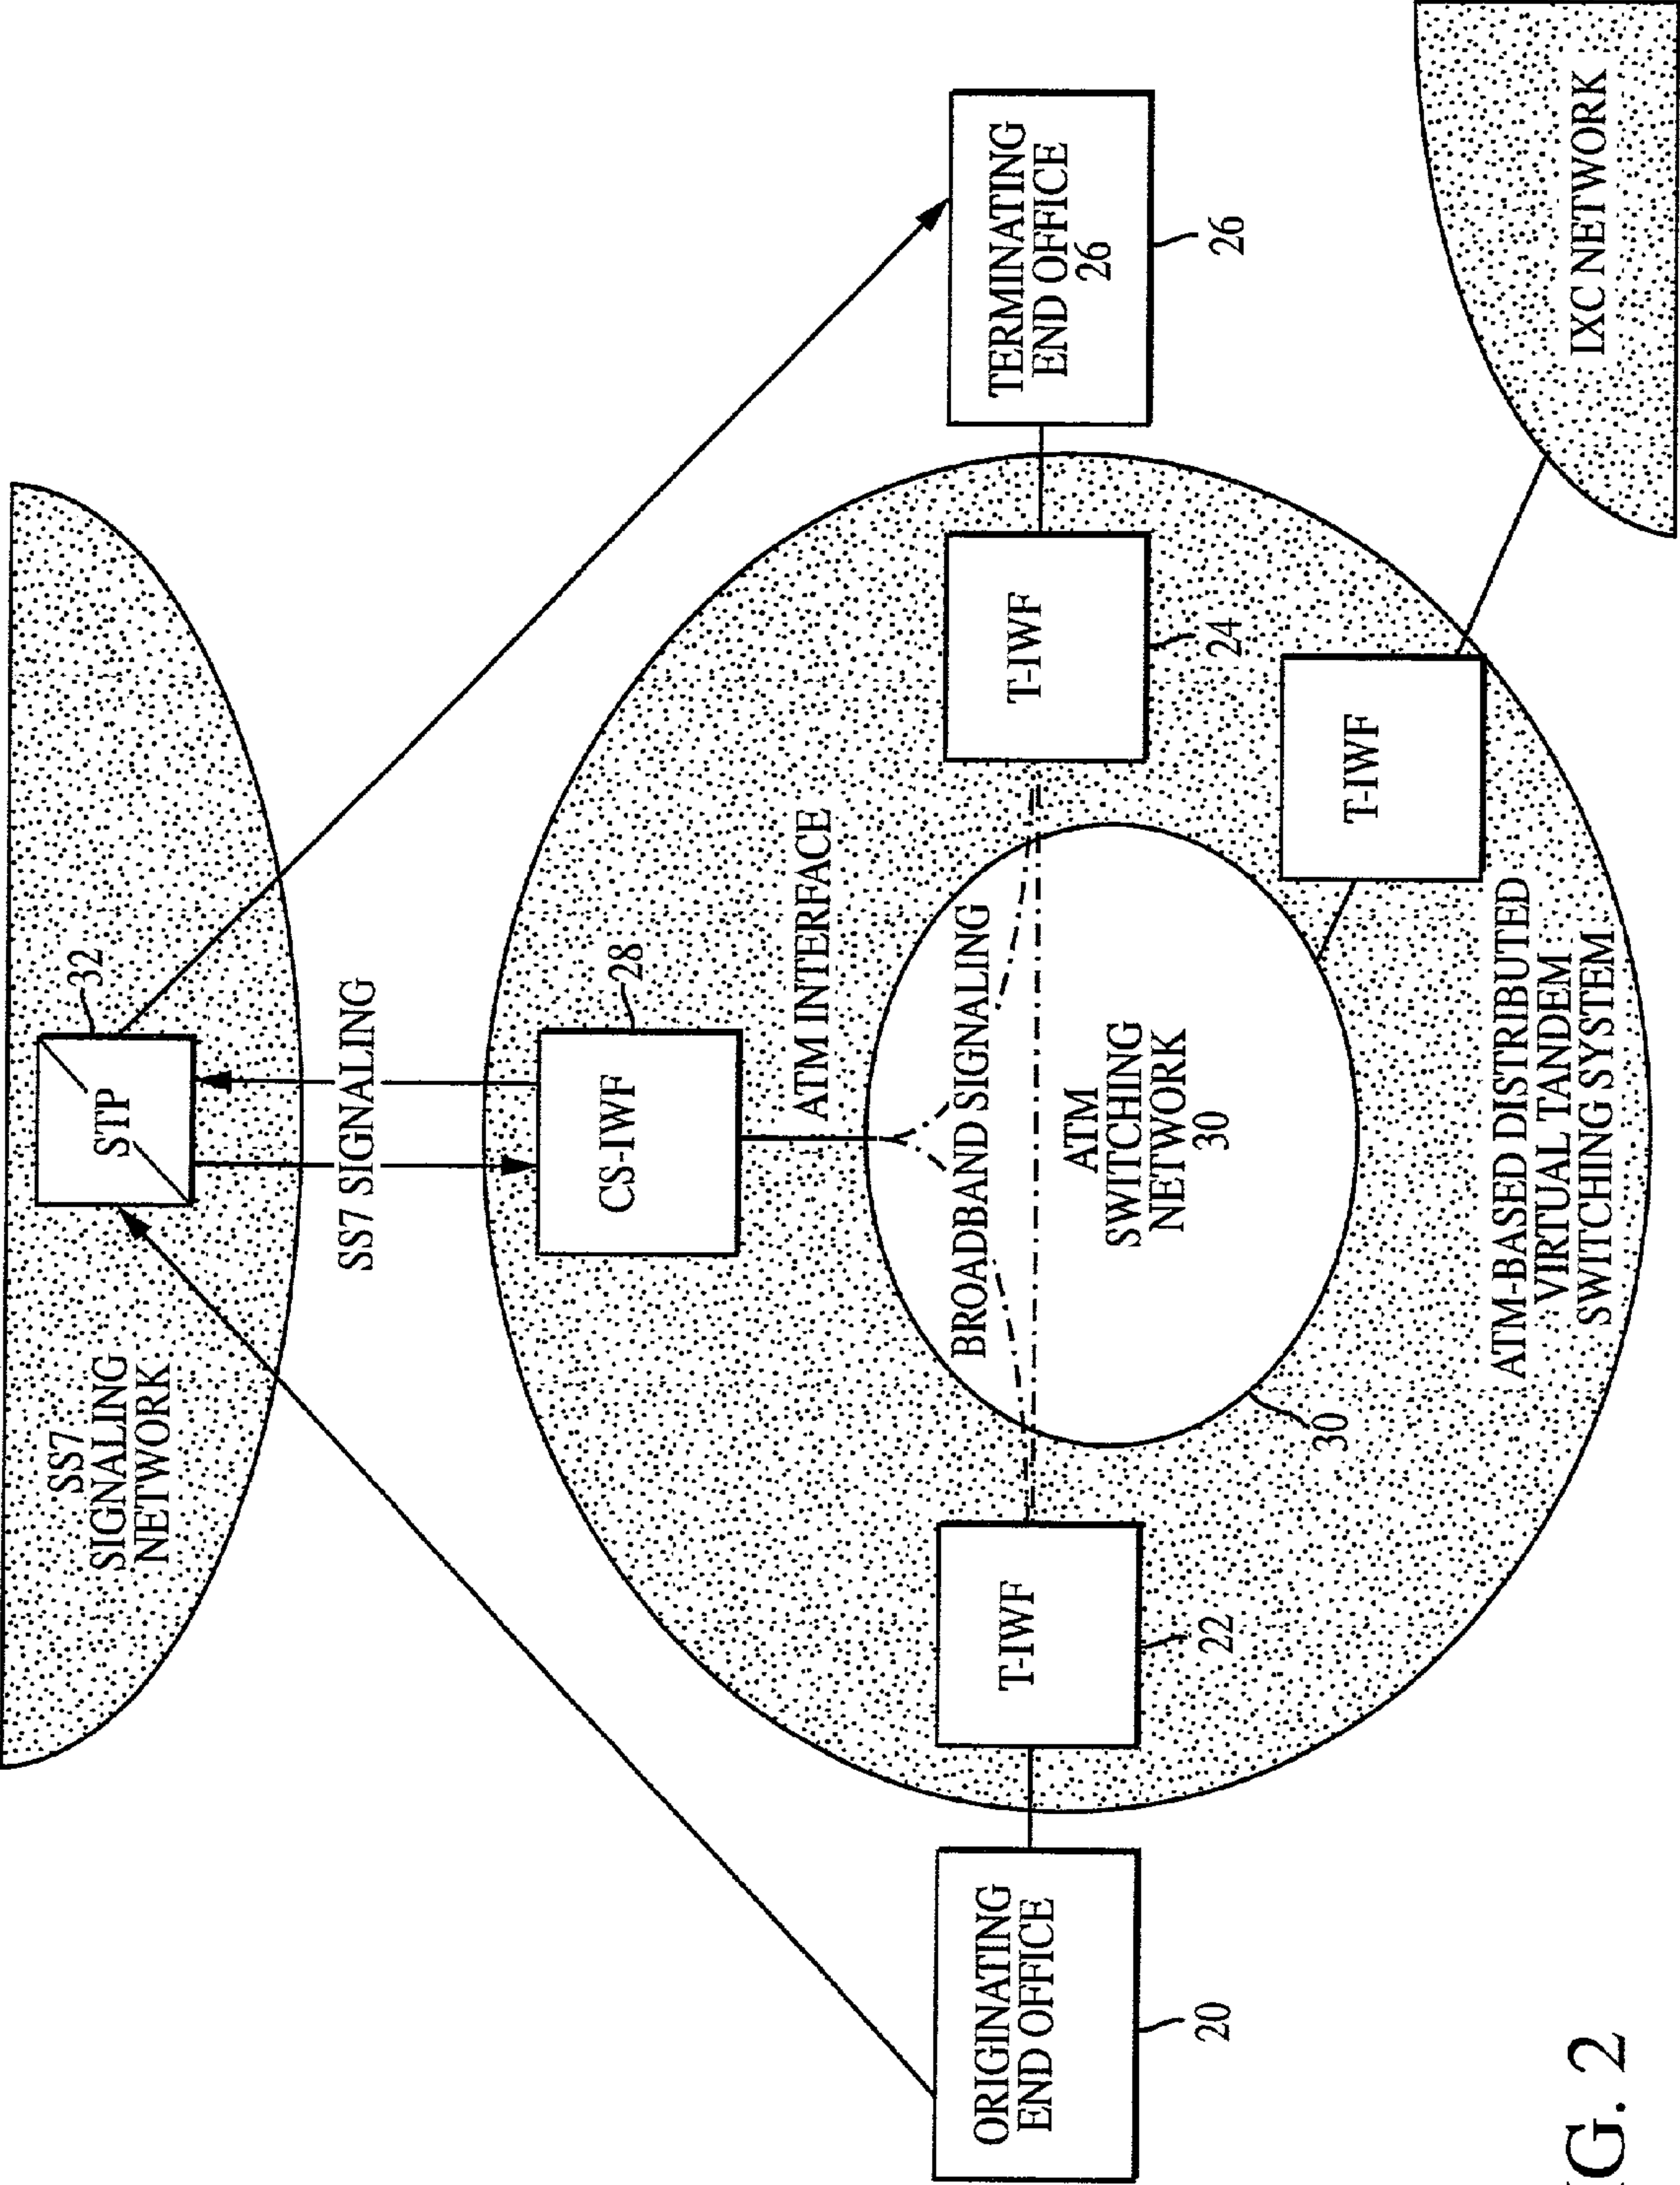 SS7
SIGNALING
NETWORK
STP
32
SS7 SIGNALING
CS-IWF
28
ATM INTERFACE
BROADBAND SIGNALING
ATM
SWITCHING
NETWORK
30
30
ORIGINATING
END OFFICE
20
T-IWF
22
T-IWF
24
TERMINATING
END OFFICE
26
26
T-IWF
ATM-BASED DISTRIBUTED
VIRTUAL TANDEM
SWITCHING SYSTEM
IXC NETWORK
G. 2